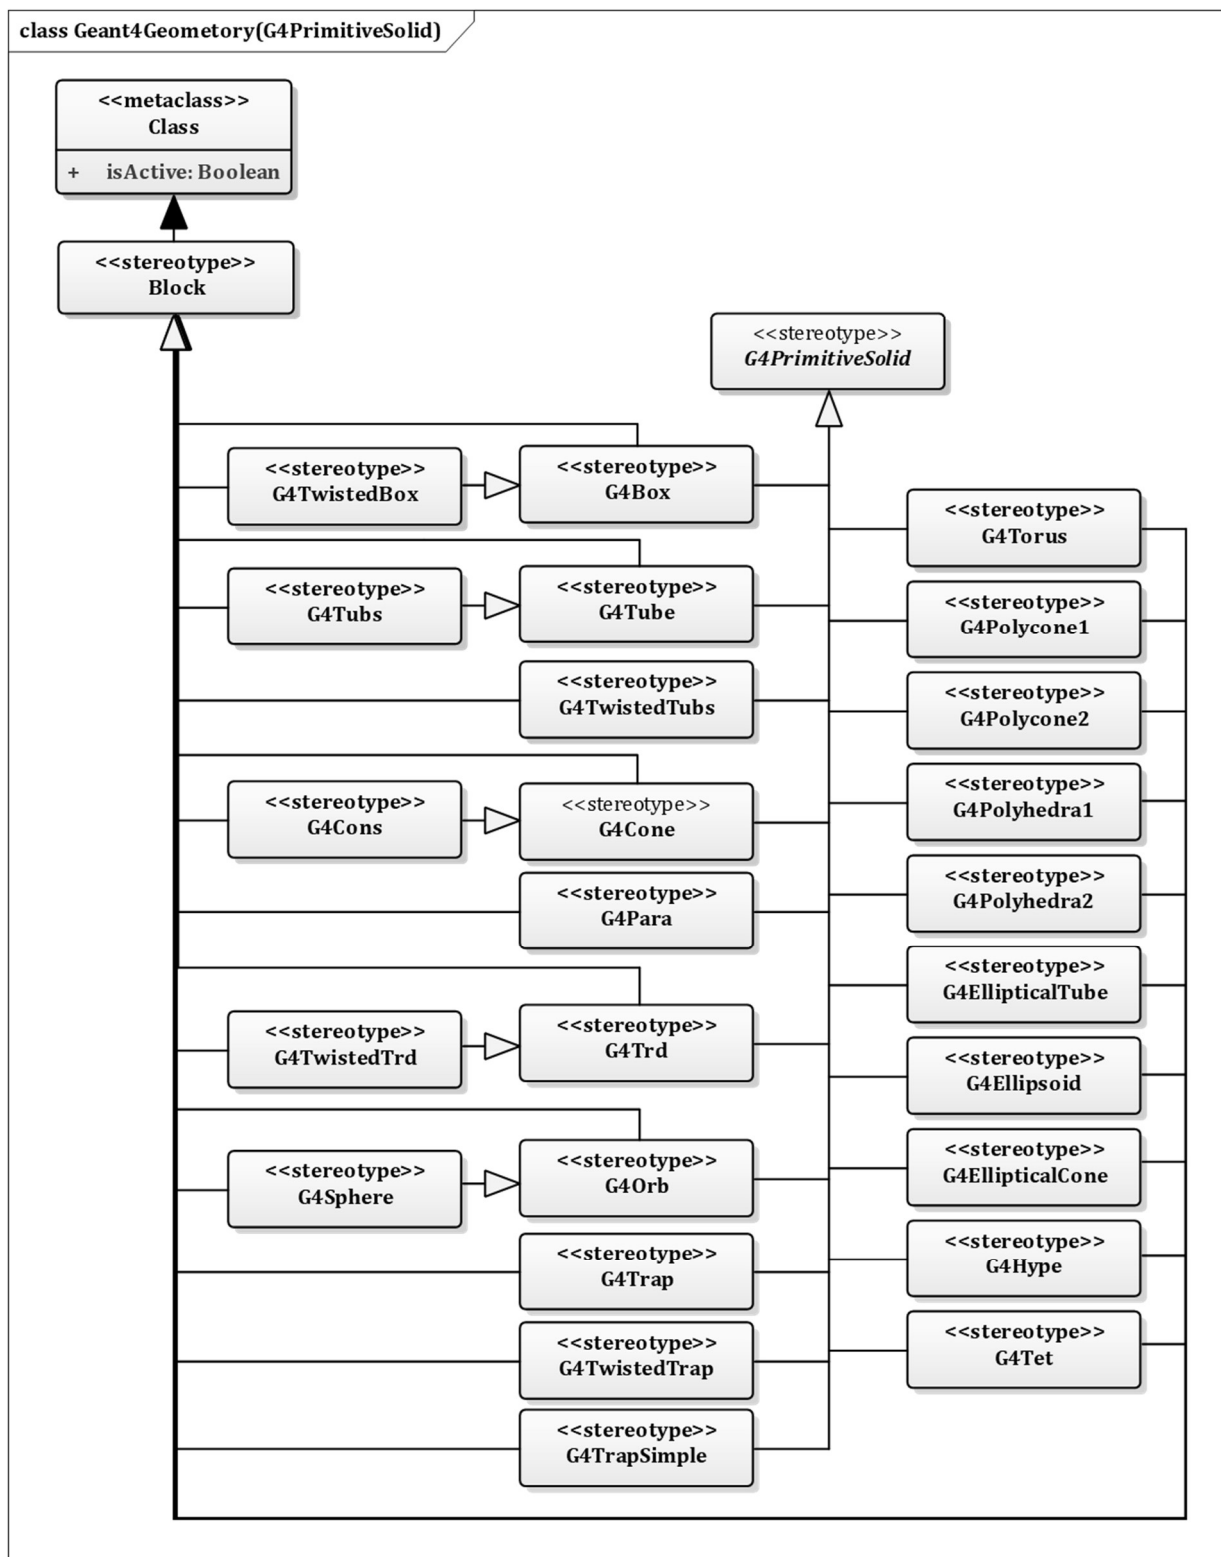 class Geant4Geometory(G4PrimitiveSolid)
<<metaclass>>
Class
+ isActive: Boolean
<<stereotype>>
Block
<<stereotype>>
G4PrimitiveSolid
<<stereotype>>
G4TwistedBox
<<stereotype>>
G4Box
<<stereotype>>
G4Tubs
<<stereotype>>
G4Tube
<<stereotype>>
G4TwistedTubs
<<stereotype>>
G4Cons
<<stereotype>>
G4Cone
<<stereotype>>
G4Para
<<stereotype>>
G4TwistedTrd
<<stereotype>>
G4Trd
<<stereotype>>
G4Sphere
<<stereotype>>
G4Orb
<<stereotype>>
G4Trap
<<stereotype>>
G4TwistedTrap
<<stereotype>>
G4TrapSimple
<<stereotype>>
G4Torus
<<stereotype>>
G4Polycone1
<<stereotype>>
G4Polycone2
<<stereotype>>
G4Polyhedra1
<<stereotype>>
G4Polyhedra2
<<stereotype>>
G4EllipticalTube
<<stereotype>>
G4Ellipsoid
<<stereotype>>
G4EllipticalCone
<<stereotype>>
G4Hype
<<stereotype>>
G4Tet